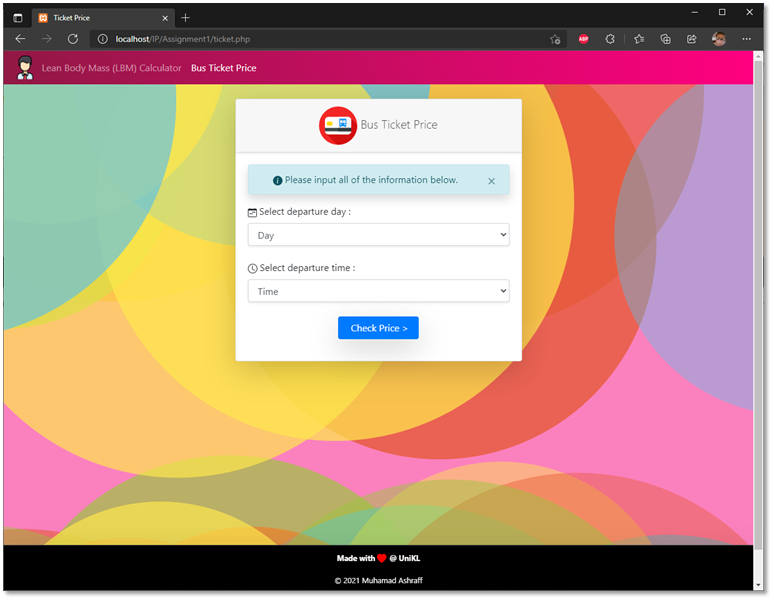 Ticket Price
localhost/IP/Assignment1/ticket.php
ABP
Lean Body Mass (LBM) Calculator Bus Ticket Price
Bus Ticket Price
Please input all of the information below. ×
Select departure day :
Day
Select departure time :
Time
Check Price >
Made with ❤ @ UniKL
© 2021 Muhamad Ashraff